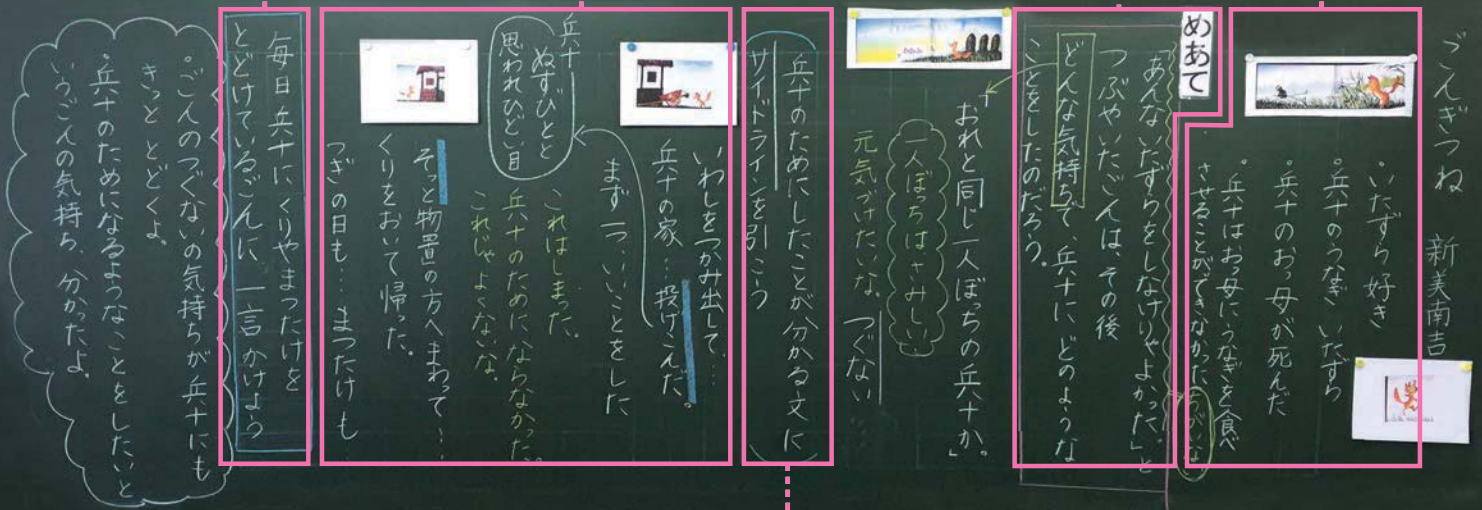 ごんぎつね　新美南吉
・いたずら好き
・兵十のうなぎ　いたずら
・兵十のおっ母が死んだ
・兵十はおっ母にうなぎを食べ
させることができなかった　ちがいない
めあて
「あんないたずらをしなけりゃよかった。」と
つぶやいたごんは、その後
どんな気持ちで、兵十に、どのような
ことをしたのだろう。
「おれと同じ一人ぼっちの兵十か。」
一人ぼっちはさみしい。
元気づけたいな。　つぐない
兵十のためにしたことが分かる文に
サイドラインを引こう
いわしをつかみ出して…
兵十の家…投げこんだ。
まず一つ、いいことをした
兵十
ぬすびとと
思われひどい目
これはしまった。
兵十のためにならなかった。
これじゃよくないな。
そっと物置の方へまわって…
くりをおいて帰った。
つぎの日も…まつたけも
毎日兵十にくりやまつたけを
とどけているごんに一言かけよう
・ごんのつぐないの気持ちが兵十にも
きっととどくよ。
・兵十のためになるようなことをしたいと
いうごんの気持ち、分かったよ。